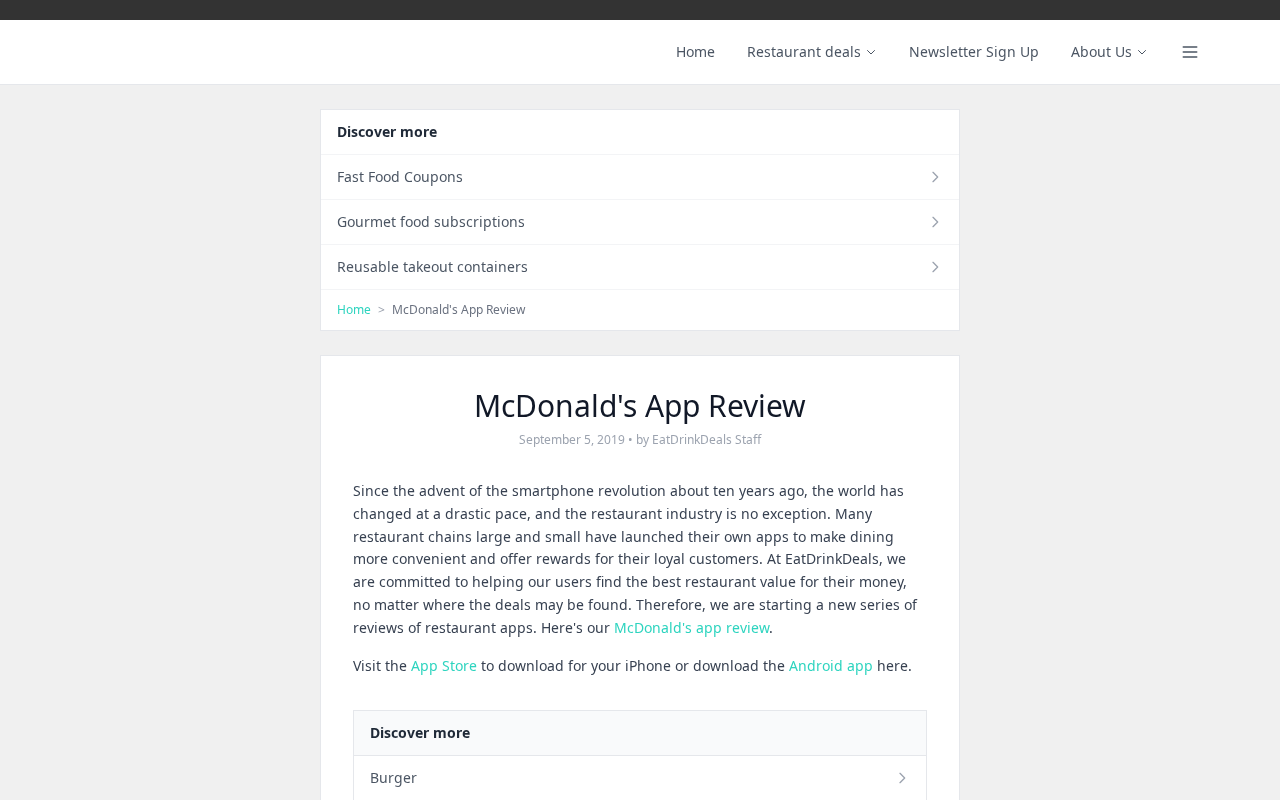 Home Restaurant deals Newsletter Sign Up About Us
Discover more
Fast Food Coupons
Gourmet food subscriptions
Reusable takeout containers
Home > McDonald's App Review
McDonald's App Review
September 5, 2019 • by EatDrinkDeals Staff
Since the advent of the smartphone revolution about ten years ago, the world has
changed at a drastic pace, and the restaurant industry is no exception. Many
restaurant chains large and small have launched their own apps to make dining
more convenient and offer rewards for their loyal customers. At EatDrinkDeals, we
are committed to helping our users find the best restaurant value for their money,
no matter where the deals may be found. Therefore, we are starting a new series of
reviews of restaurant apps. Here's our McDonald's app review.
Visit the App Store to download for your iPhone or download the Android app here.
Discover more
Burger